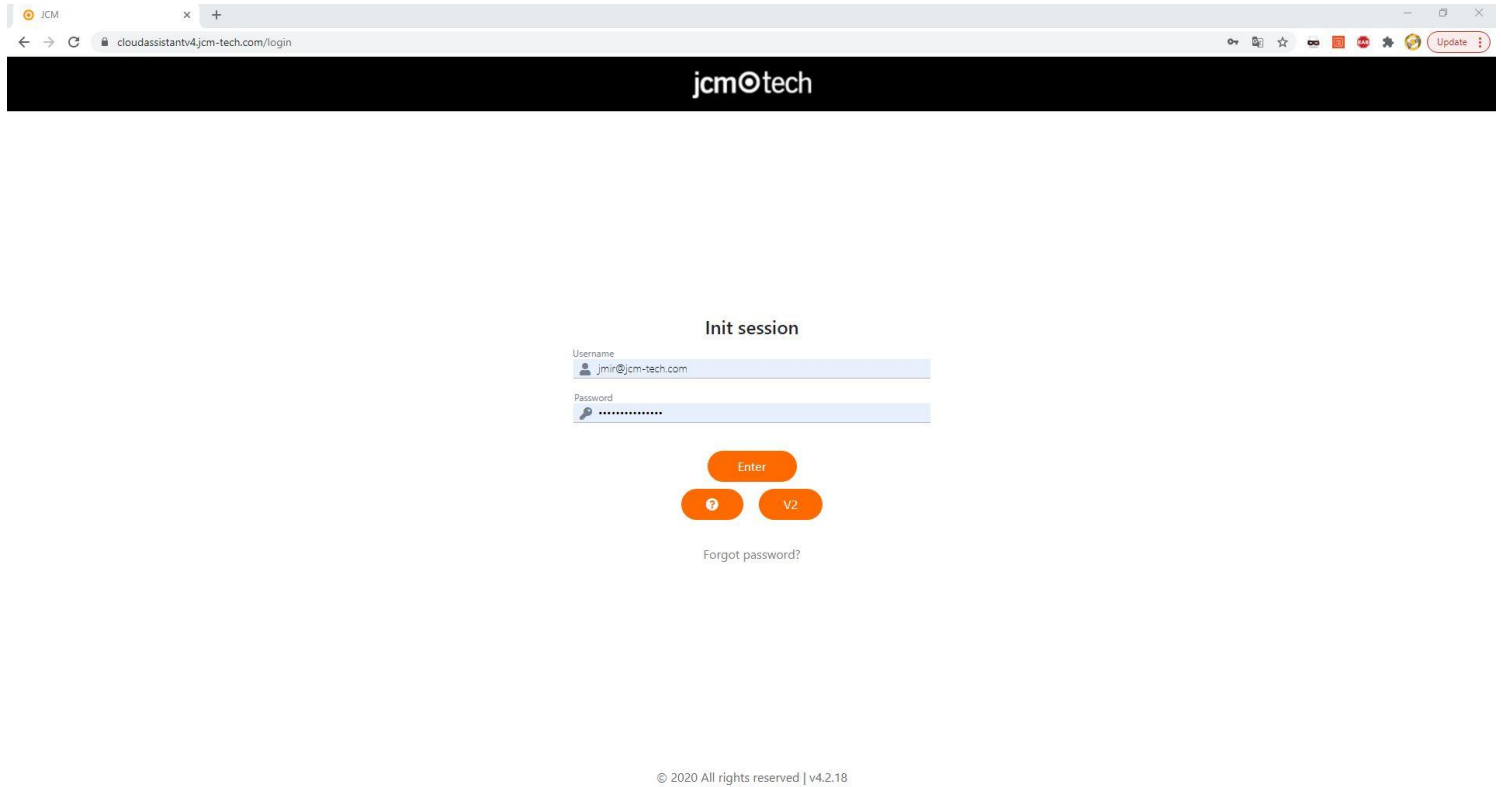 JCM
cloudassistantv4.jcm-tech.com/login
Update
jcm tech
Init session
Username
jmir@jcm-tech.com
Password
•••••••••••••••
Enter
? V2
Forgot password?
© 2020 All rights reserved | v4.2.18